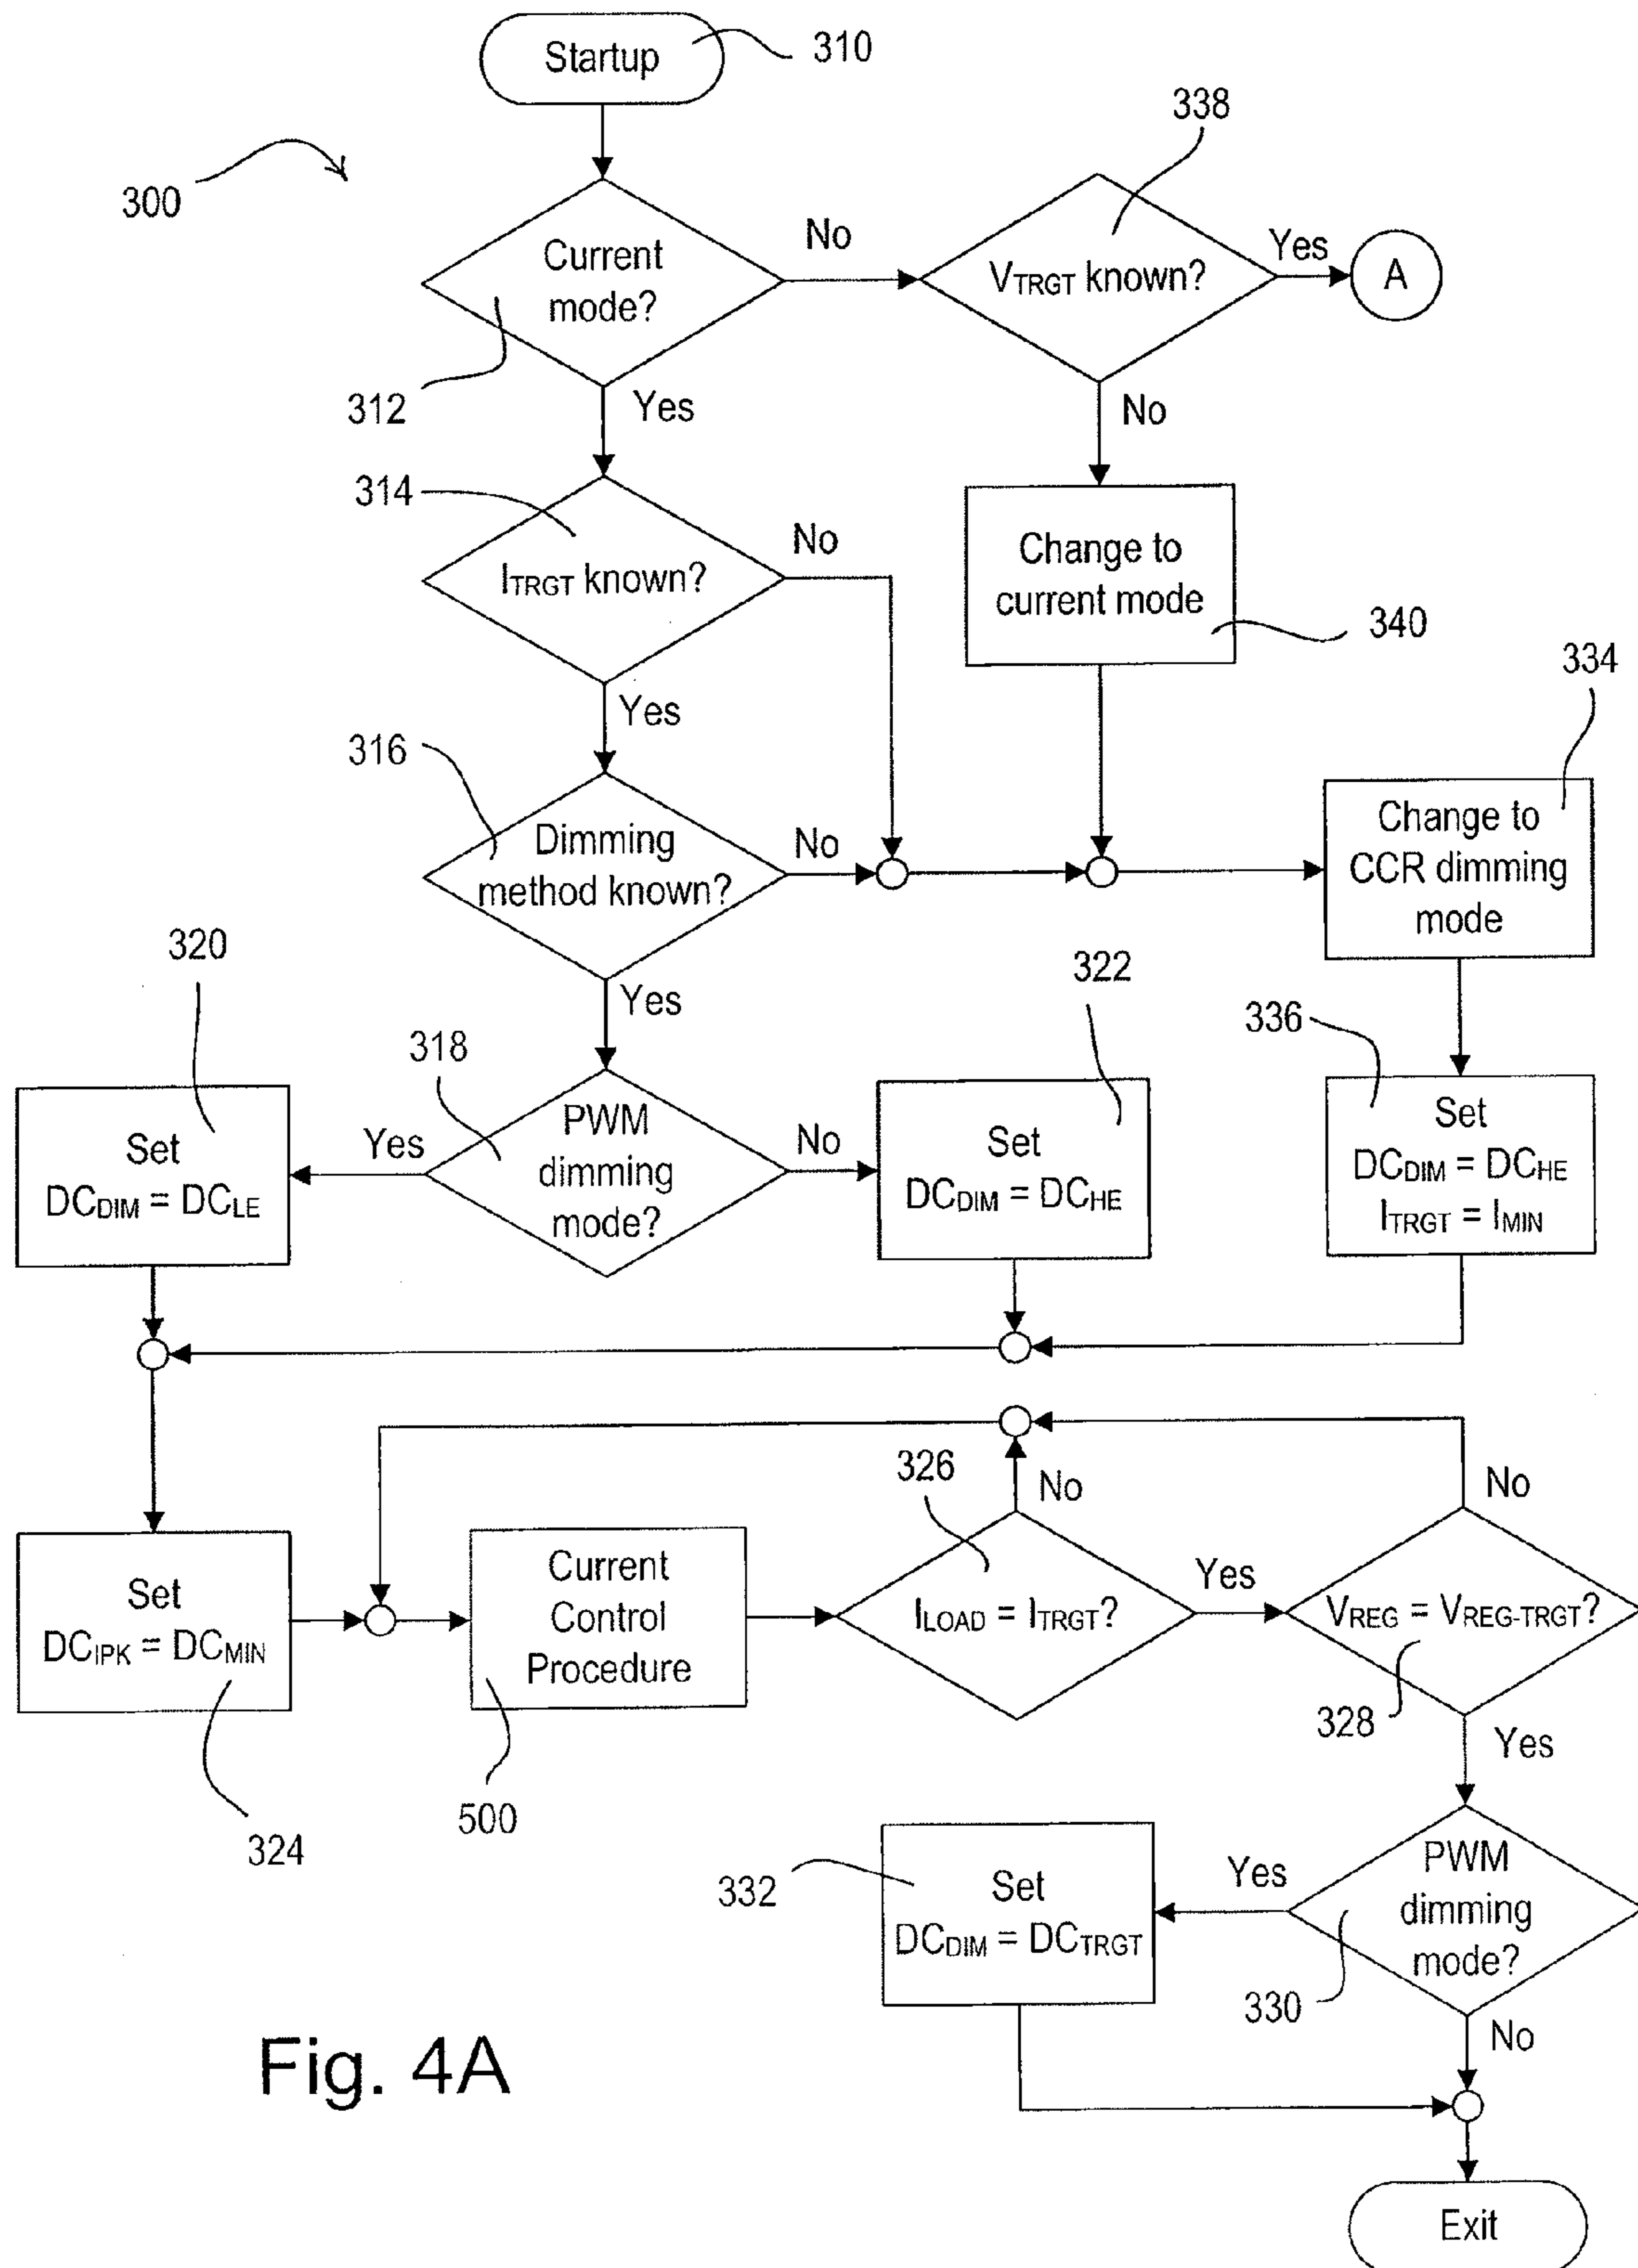 Startup
310
338
300
Current
mode?
No
VTRGT known?
Yes
A
312
Yes
No
314
ITRGT known?
No
Change to
current mode
340
334
Yes
316
Dimming
method known?
No
Change to
CCR dimming
mode
320
322
Yes
336
318
Set
DCDIM = DCLE
Yes
PWM
dimming
mode?
No
Set
DCDIM = DCHE
Set
DCDIM = DCHE
ITRGT = IMIN
326
No
No
Set
DCIPK = DCMIN
Current
Control
Procedure
ILOAD = ITRGT?
Yes
VREG = VREG-TRGT?
328
Yes
500
324
332
Set
DCDIM = DCTRGT
Yes
PWM
dimming
mode?
330
No
Fig. 4A
Exit